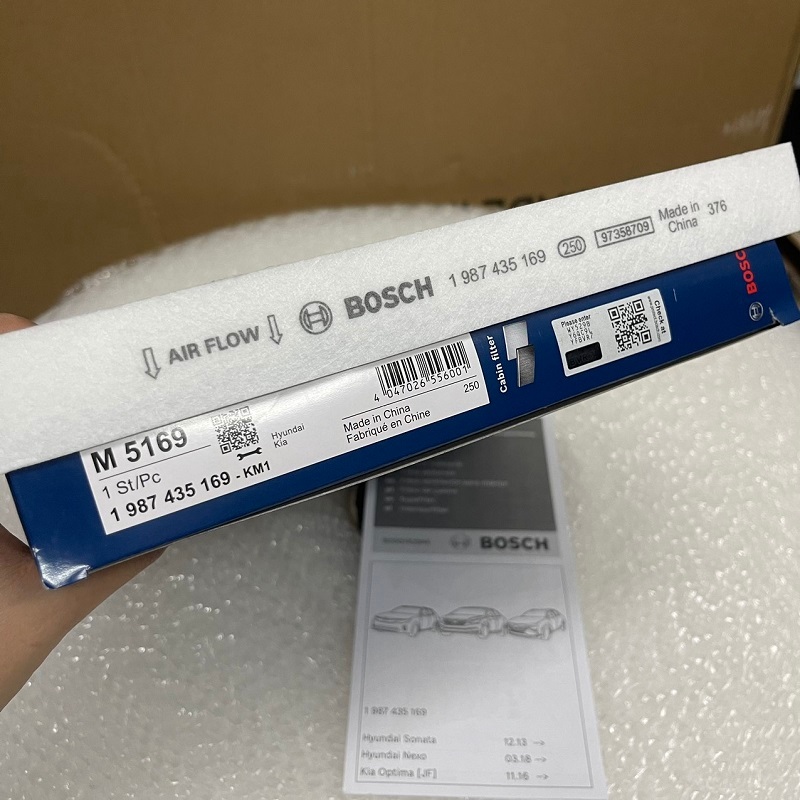 AIR FLOW BOSCH 1 987 435 169 250 97358709 Made in
China 376
BOSC
Cabin filter
Please enter
Check at
M 5169
1 St/Pc
1 987 435 169 - KM1
Hyundai
Kia
4 047026 556001
250
Made in China
Fabriqué en Chine
BOSCH
1 987 435 169
Hyundai Sonata 12.13 →
Hyundai Nexo 03.18 →
Kia Optima [JF] 11.16 →